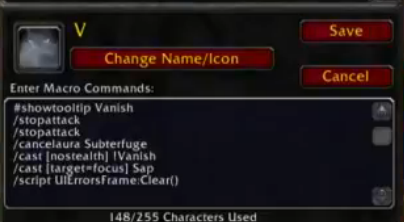 V
Save
Change Name/Icon
Cancel
Enter Macro Commands:
#showtooltip Vanish
/stopattack
/stopattack
/cancelaura Subterfuge
/cast [nostealth] !Vanish
/cast [target=focus] Sap
/script UIErrorsFrame:Clear()
148/255 Characters Used